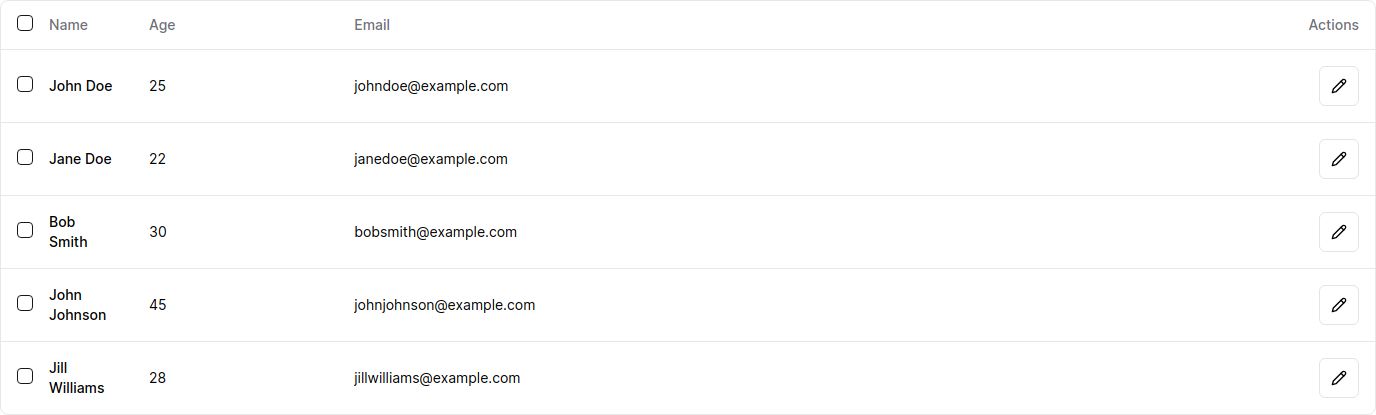 Name Age Email Actions
John Doe 25 johndoe@example.com
Jane Doe 22 janedoe@example.com
Bob
Smith 30 bobsmith@example.com
John
Johnson 45 johnjohnson@example.com
Jill
Williams 28 jillwilliams@example.com